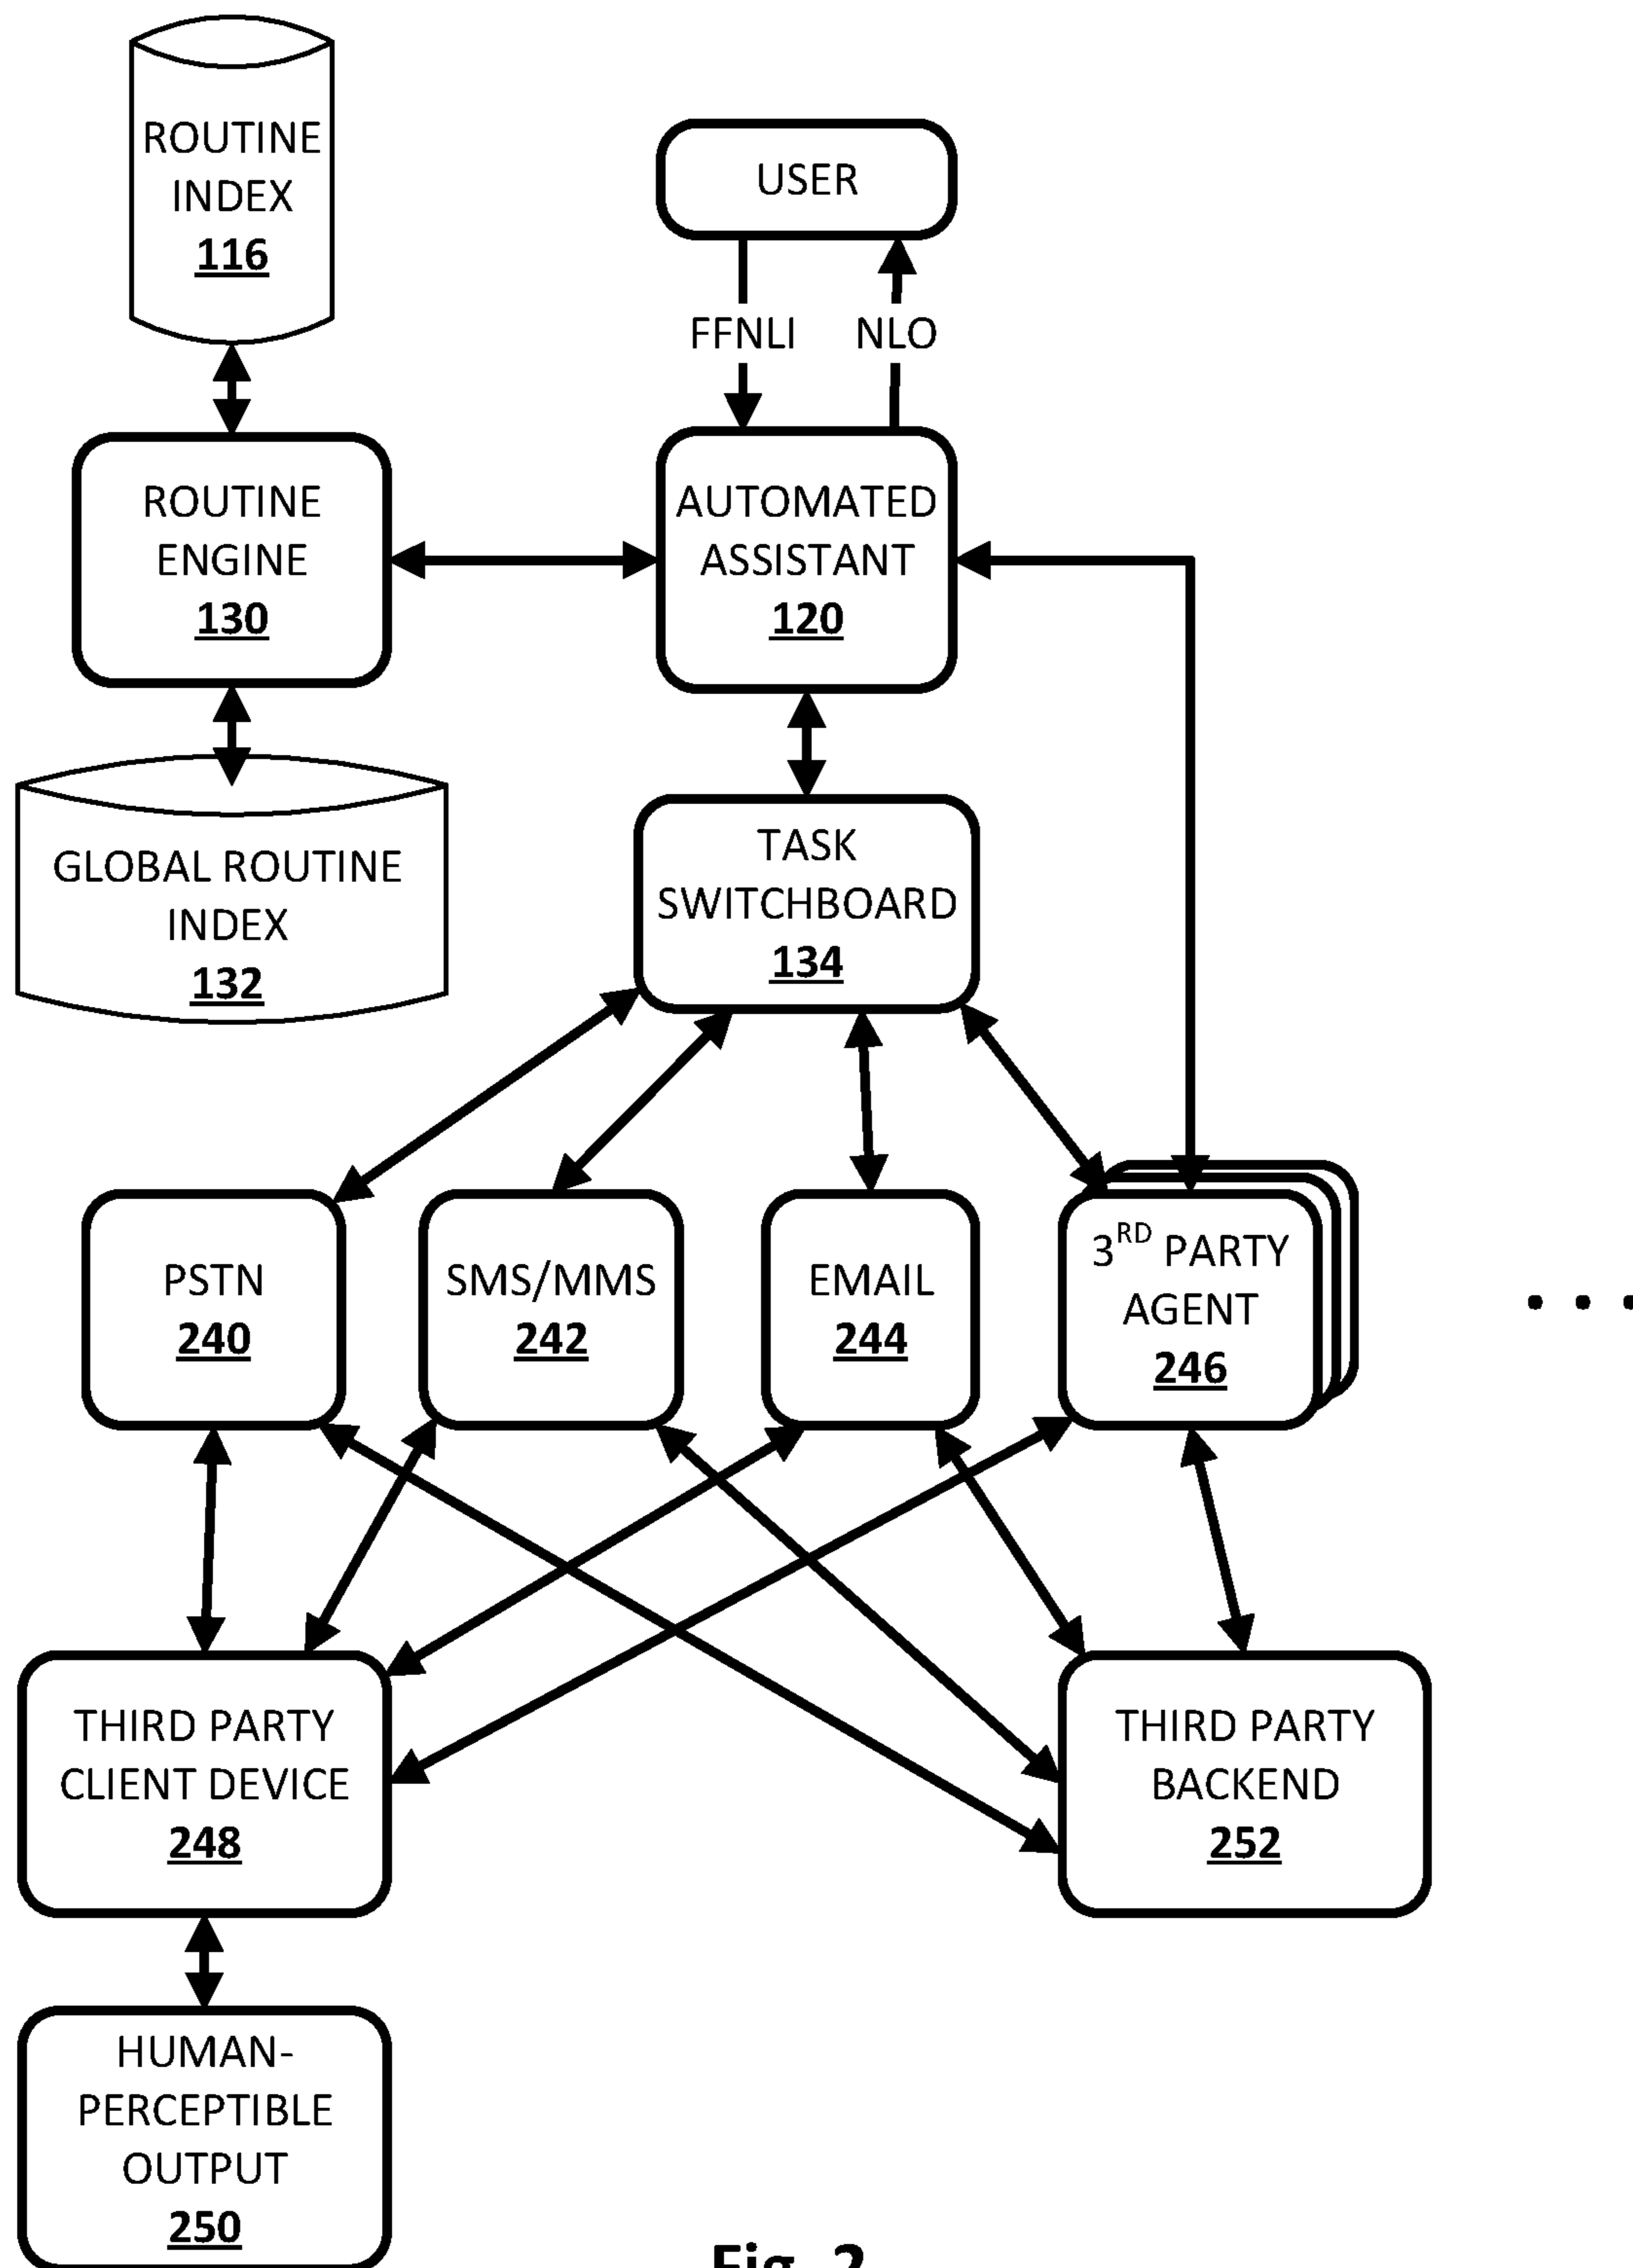 ROUTINE
INDEX
116
USER
FFNLI
NLO
ROUTINE
ENGINE
130
AUTOMATED
ASSISTANT
120
GLOBAL ROUTINE
INDEX
132
TASK
SWITCHBOARD
134
PSTN
240
SMS/MMS
242
EMAIL
244
3RD PARTY
AGENT
246
. . .
THIRD PARTY
CLIENT DEVICE
248
THIRD PARTY
BACKEND
252
HUMAN-
PERCEPTIBLE
OUTPUT
250
Fig. 2